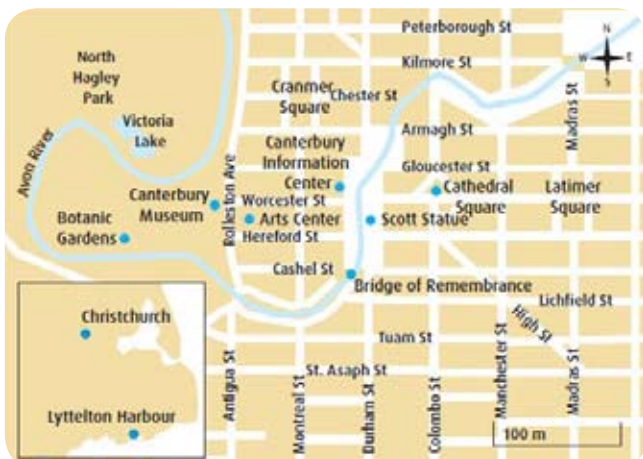 Peterborough St
N
Kilmore St
W
E
S
North
Hagley
Park
Cranmer
Square
Chester St
Madras St
Victoria
Lake
Armagh St
Avon River
Canterbury
Information
Center
Gloucester St
Canterbury
Museum
Rolleston Ave
Worcester St
Cathedral
Square
Latimer
Square
Botanic
Gardens
Arts Center
Scott Statue
Hereford St
Cashel St
Bridge of Remembrance
Lichfield St
Christchurch
High St
Tuam St
St. Asaph St
Antigua St
Montreal St
Durham St
Colombo St
Manchester St
Madras St
Lyttelton Harbour
100 m